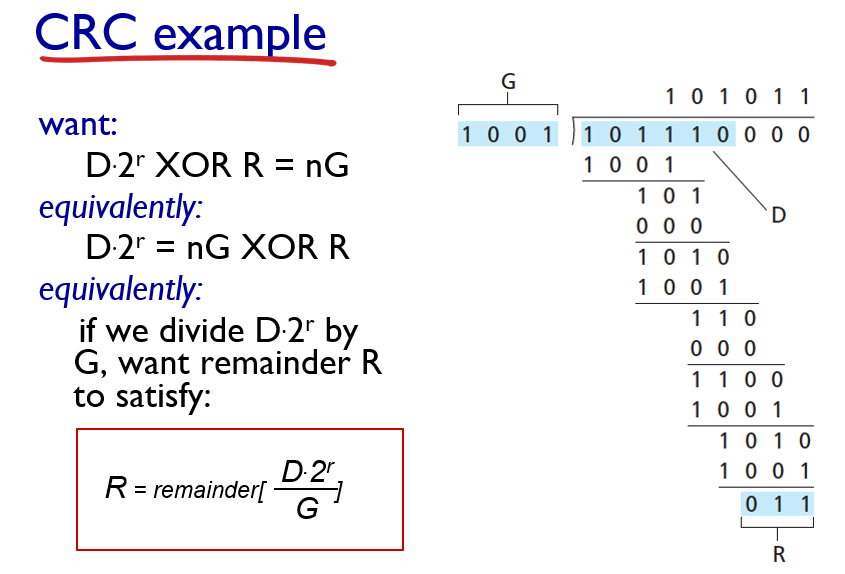 CRC example
want:
D·2ʳ XOR R = nG
equivalently:
D·2ʳ = nG XOR R
equivalently:
if we divide D·2ʳ by
G, want remainder R
to satisfy:
R = remainder[ D·2ʳ / G ]
G
1 0 1 0 1 1
1 0 0 1 ) 1 0 1 1 1 0 0 0 0
1 0 0 1
D
1 0 1
0 0 0
1 0 1 0
1 0 0 1
1 1 0
0 0 0
1 1 0 0
1 0 0 1
1 0 1 0
1 0 0 1
0 1 1
R